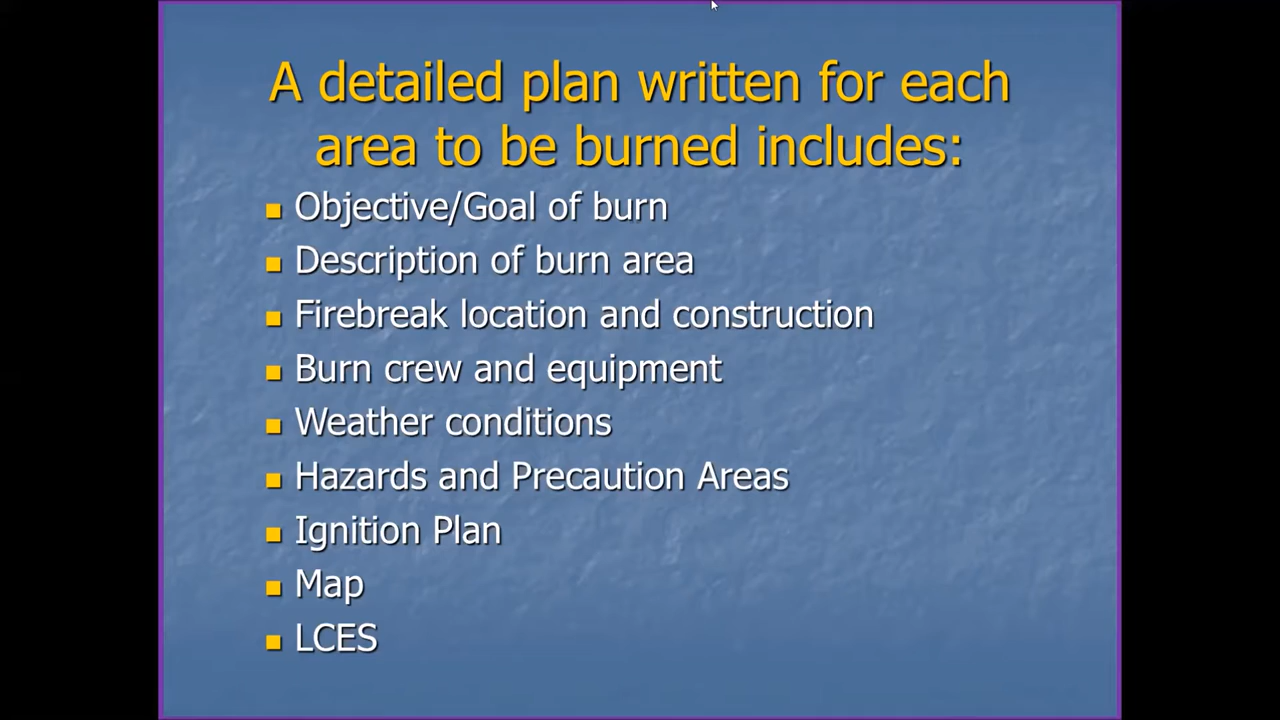 A detailed plan written for each
area to be burned includes:
Objective/Goal of burn
Description of burn area
Firebreak location and construction
Burn crew and equipment
Weather conditions
Hazards and Precaution Areas
Ignition Plan
Map
LCES